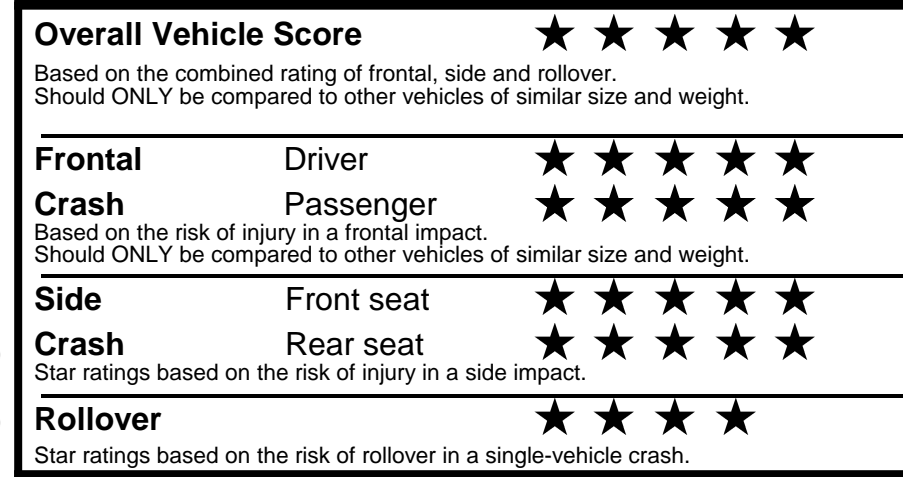 Overall Vehicle Score ★ ★ ★ ★ ★
Based on the combined rating of frontal, side and rollover.
Should ONLY be compared to other vehicles of similar size and weight.
Frontal Driver ★ ★ ★ ★ ★
Crash Passenger ★ ★ ★ ★ ★
Based on the risk of injury in a frontal impact.
Should ONLY be compared to other vehicles of similar size and weight.
Side Front seat ★ ★ ★ ★ ★
Crash Rear seat ★ ★ ★ ★ ★
Star ratings based on the risk of injury in a side impact.
Rollover ★ ★ ★ ★
Star ratings based on the risk of rollover in a single-vehicle crash.